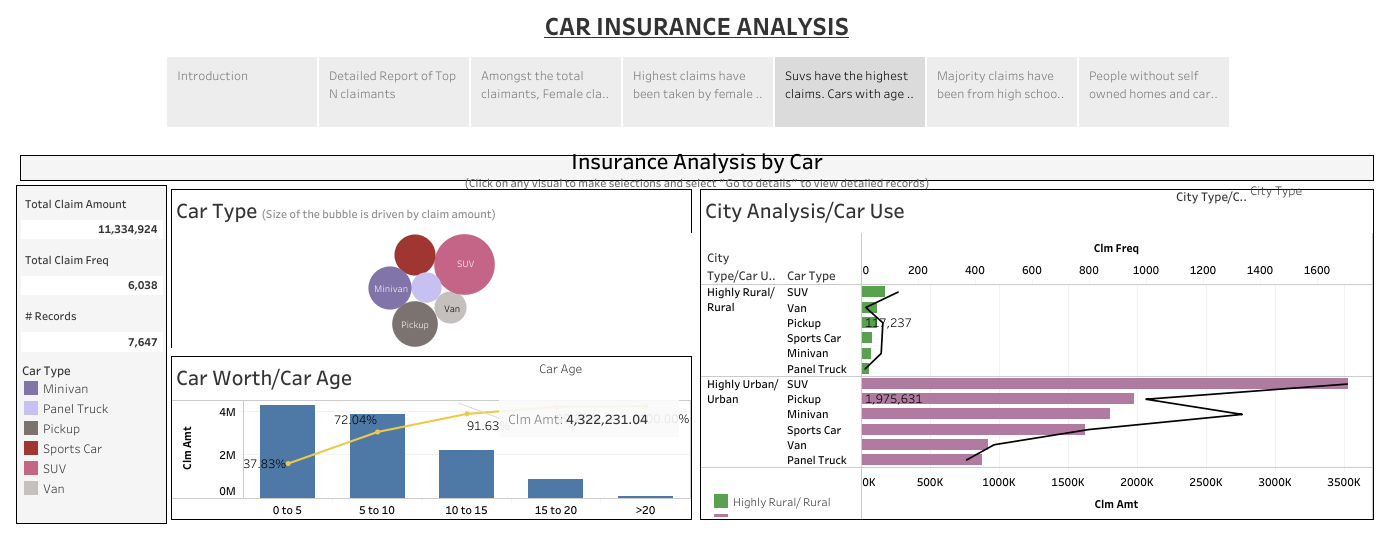 CAR INSURANCE ANALYSIS
Introduction
Detailed Report of Top
N claimants
Amongst the total
claimants, Female cla..
Highest claims have
been taken by female ..
Suvs have the highest
claims. Cars with age ..
Majority claims have
been from high schoo..
People without self
owned homes and car..
Insurance Analysis by Car
(Click on any visual to make selections and select "Go to details" to view detailed records)
Total Claim Amount
11,334,924
Total Claim Freq
6,038
# Records
7,647
Car Type
Minivan
Panel Truck
Pickup
Sports Car
SUV
Van
Car Type (Size of the bubble is driven by claim amount)
SUV
Minivan
Van
Pickup
Car Worth/Car Age
Car Age
Clm Amt
4M
2M
0M
37.83%
72.04%
91.63
Clm Amt: 4,322,231.04
00.00%
0 to 5
5 to 10
10 to 15
15 to 20
>20
City Analysis/Car Use
City Type/C..
City Type
City
Type/Car U..
Car Type
Clm Freq
0
200
400
600
800
1000
1200
1400
1600
Highly Rural/
Rural
SUV
Van
Pickup
117,237
Sports Car
Minivan
Panel Truck
Highly Urban/
Urban
SUV
Pickup
1,975,631
Minivan
Sports Car
Van
Panel Truck
0K
500K
1000K
1500K
2000K
2500K
3000K
3500K
Clm Amt
Highly Rural/ Rural